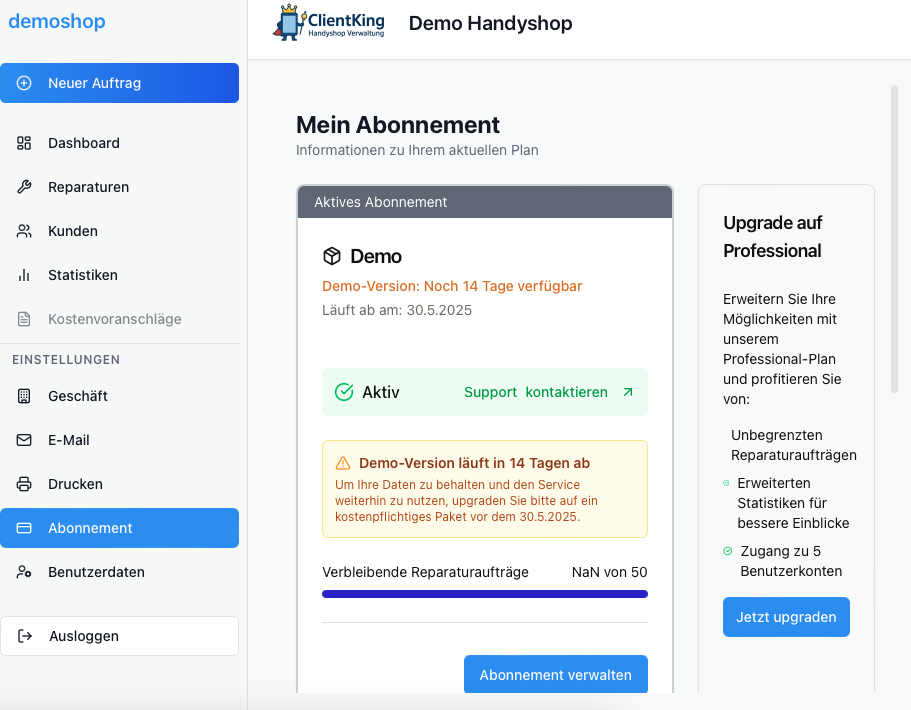 demoshop
Neuer Auftrag
Dashboard
Reparaturen
Kunden
Statistiken
Kostenvoranschläge
EINSTELLUNGEN
Geschäft
E-Mail
Drucken
Abonnement
Benutzerdaten
Ausloggen
ClientKing
Handyshop Verwaltung
Demo Handyshop
Mein Abonnement
Informationen zu Ihrem aktuellen Plan
Aktives Abonnement
Demo
Demo-Version: Noch 14 Tage verfügbar
Läuft ab am: 30.5.2025
Aktiv
Support kontaktieren
Demo-Version läuft in 14 Tagen ab
Um Ihre Daten zu behalten und den Service
weiterhin zu nutzen, upgraden Sie bitte auf ein
kostenpflichtiges Paket vor dem 30.5.2025.
Verbleibende Reparaturaufträge NaN von 50
Abonnement verwalten
Upgrade auf
Professional
Erweitern Sie Ihre
Möglichkeiten mit
unserem
Professional-Plan
und profitieren Sie
von:
Unbegrenzten
Reparaturaufträgen
Erweiterten
Statistiken für
bessere Einblicke
Zugang zu 5
Benutzerkonten
Jetzt upgraden